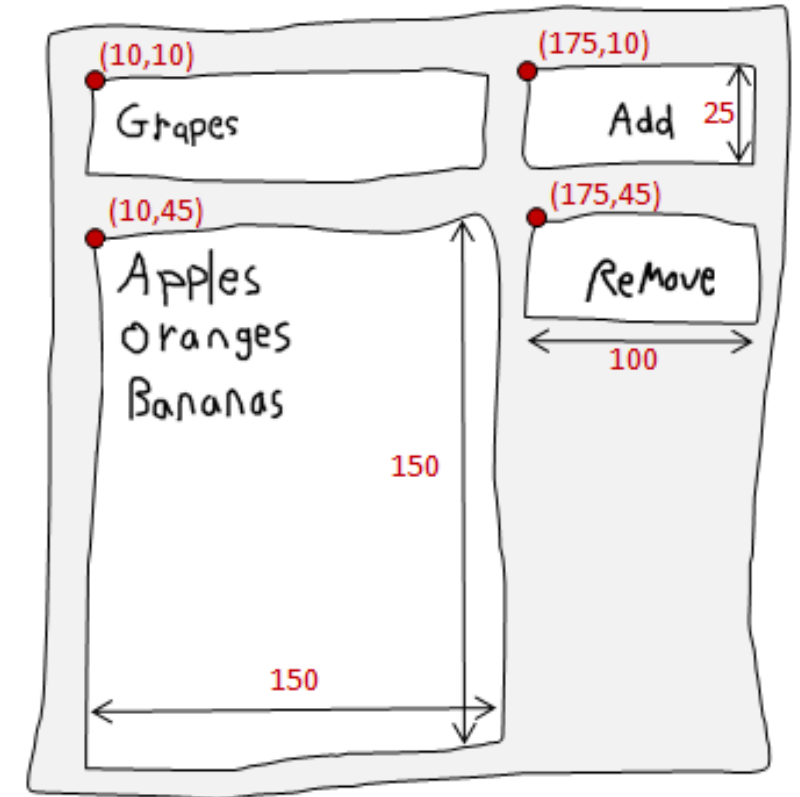 (10,10)
(175,10)
Grapes
Add
25
(10,45)
(175,45)
Apples
Oranges
Bananas
ReMove
100
150
150